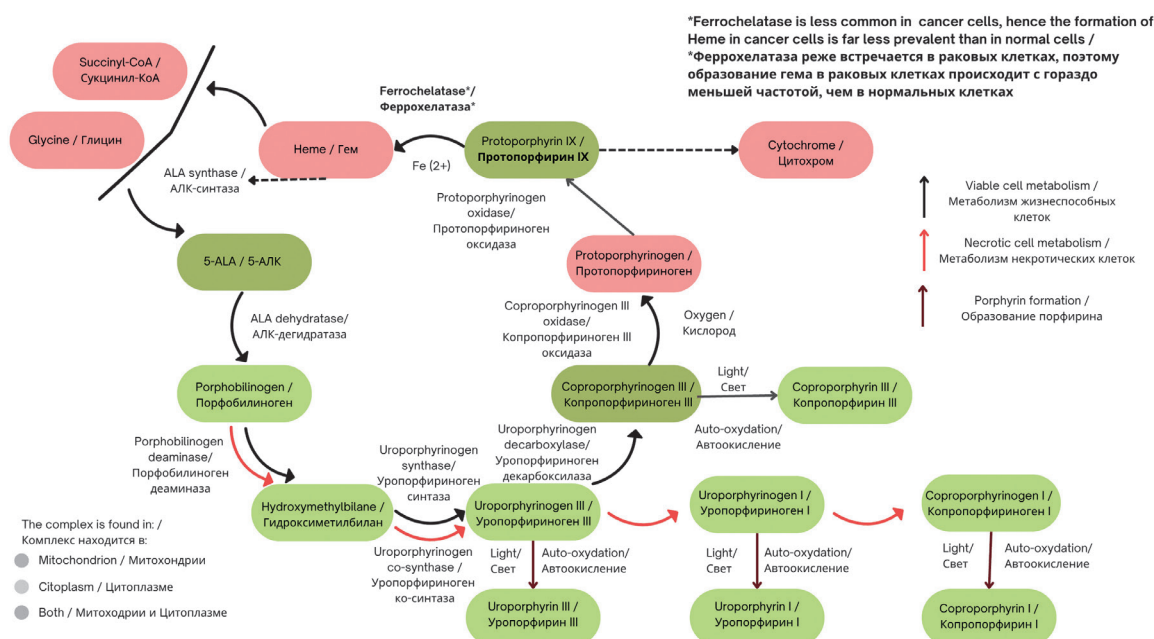 *Ferrochelatase is less common in cancer cells, hence the formation of
Heme in cancer cells is far less prevalent than in normal cells /
*Феррохелатаза реже встречается в раковых клетках, поэтому
образование гема в раковых клетках происходит с гораздо
меньшей частотой, чем в нормальных клетках
Succinyl-CoA /
Сукцинил-КоА
Glycine / Глицин
Ferrochelatase*/
Феррохелатаза*
Heme / Гем
Fe (2+)
Protoporphyrin IX /
Протопорфирин IX
Cytochrome /
Цитохром
ALA synthase /
АЛК-синтаза
Protoporphyrinogen
oxidase/
Протопорфириноген
оксидаза
Viable cell metabolism /
Метаболизм жизнеспособных
клеток
Necrotic cell metabolism /
Метаболизм некротических клеток
Porphyrin formation /
Образование порфирина
5-ALA / 5-АЛК
Protoporphyrinogen /
Протопорфириноген
ALA dehydratase/
АЛК-дегидратаза
Coproporphyrinogen III
oxidase/
Копропорфириноген III
оксидаза
Oxygen /
Кислород
Porphobilinogen /
Порфобилиноген
Coproporphyrinogen III /
Копропорфириноген III
Light/
Свет
Auto-oxydation/
Автоокисление
Coproporphyrin III /
Копропорфирин III
Porphobilinogen
deaminase/
Порфобилиноген
деаминаза
Uroporphyrinogen
synthase/
Уропорфириноген
синтаза
Uroporphyrinogen
decarboxylase/
Уропорфириноген
декарбоксилаза
Hydroxymethylbilane /
Гидроксиметилбилан
Uroporphyrinogen III /
Уропорфириноген III
Uroporphyrinogen I /
Уропорфириноген I
Coproporphyrinogen I /
Копропорфириноген I
Uroporphyrinogen
co-synthase /
Уропорфириноген
ко-синтаза
Light/
Свет
Auto-oxydation/
Автоокисление
Light/
Свет
Auto-oxydation/
Автоокисление
Light/
Свет
Auto-oxydation/
Автоокисление
Uroporphyrin III /
Уропорфирин III
Uroporphyrin I /
Уропорфирин I
Coproporphyrin I /
Копропорфирин I
The complex is found in: /
Комплекс находится в:
Mitochondrion / Митохондрии
Citoplasm / Цитоплазме
Both / Митоходрии и Цитоплазме